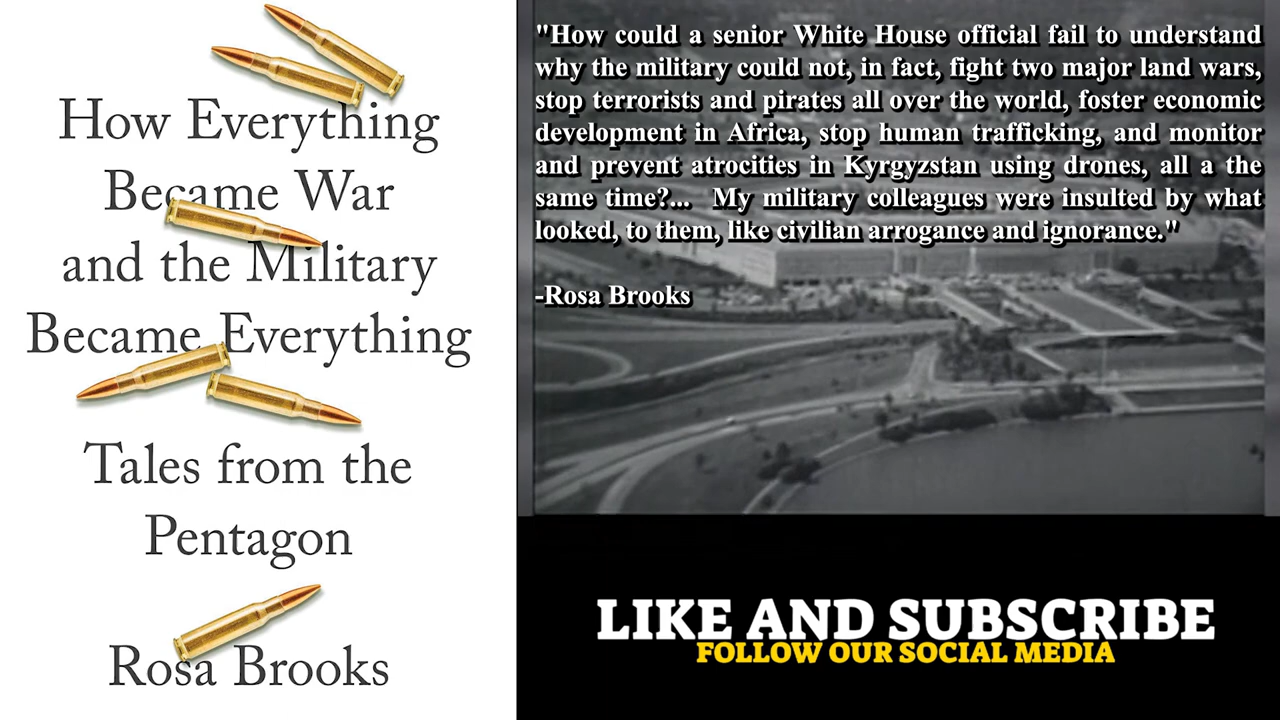 How Everything
Became War
and the Military
Became Everything
Tales from the
Pentagon
Rosa Brooks
"How could a senior White House official fail to understand
why the military could not, in fact, fight two major land wars,
stop terrorists and pirates all over the world, foster economic
development in Africa, stop human trafficking, and monitor
and prevent atrocities in Kyrgyzstan using drones, all a the
same time?... My military colleagues were insulted by what
looked, to them, like civilian arrogance and ignorance."
-Rosa Brooks
LIKE AND SUBSCRIBE
FOLLOW OUR SOCIAL MEDIA